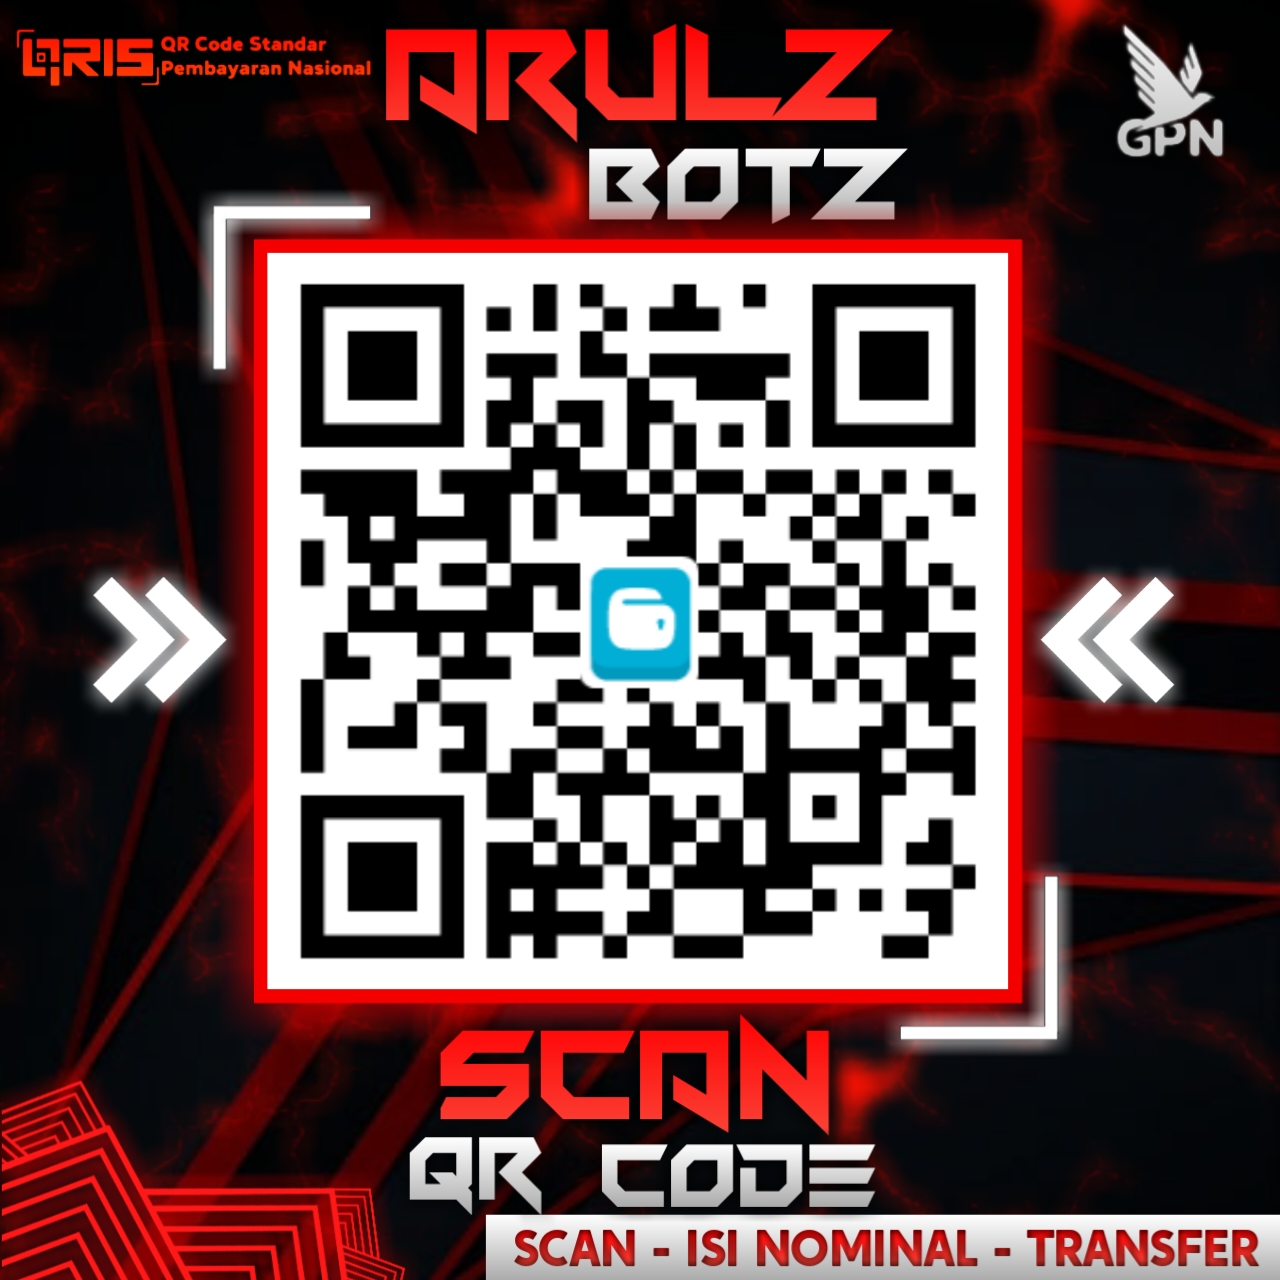 QRIS
QR Code Standar
Pembayaran Nasional
ARULZ
BOTZ
GPN
SCAN
QR CODE
SCAN - ISI NOMINAL - TRANSFER